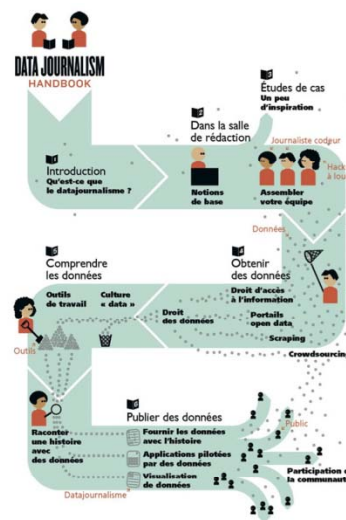 DATA JOURNALISM
HANDBOOK
Introduction
Qu'est-ce que
le datajournalisme ?
Dans la salle
de rédaction
Notions
de base
Études de cas
Un peu
d'inspiration
Journaliste codeur
Hack
à lou
Assembler
votre équipe
Données
Obtenir
des données
Droit d'accès
à l'information
Droit
des données
Portails
open data
Scraping
Crowdsourcing
Comprendre
les données
Outils
de travail
Culture
« data »
Outils
Raconter
une histoire
avec
des données
Datajournalisme
Publier des données
Fournir les données
avec l'histoire
Applications pilotées
par des données
Visualisation
de données
Public
Participation d
la communaut